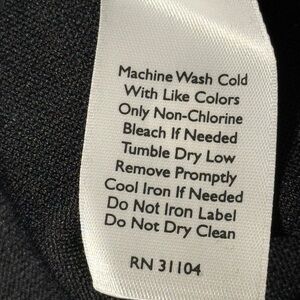 Machine Wash Cold
With Like Colors
Only Non-Chlorine
Bleach If Needed
Tumble Dry Low
Remove Promptly
Cool Iron If Needed
Do Not Iron Label
Do Not Dry Clean
RN 31104